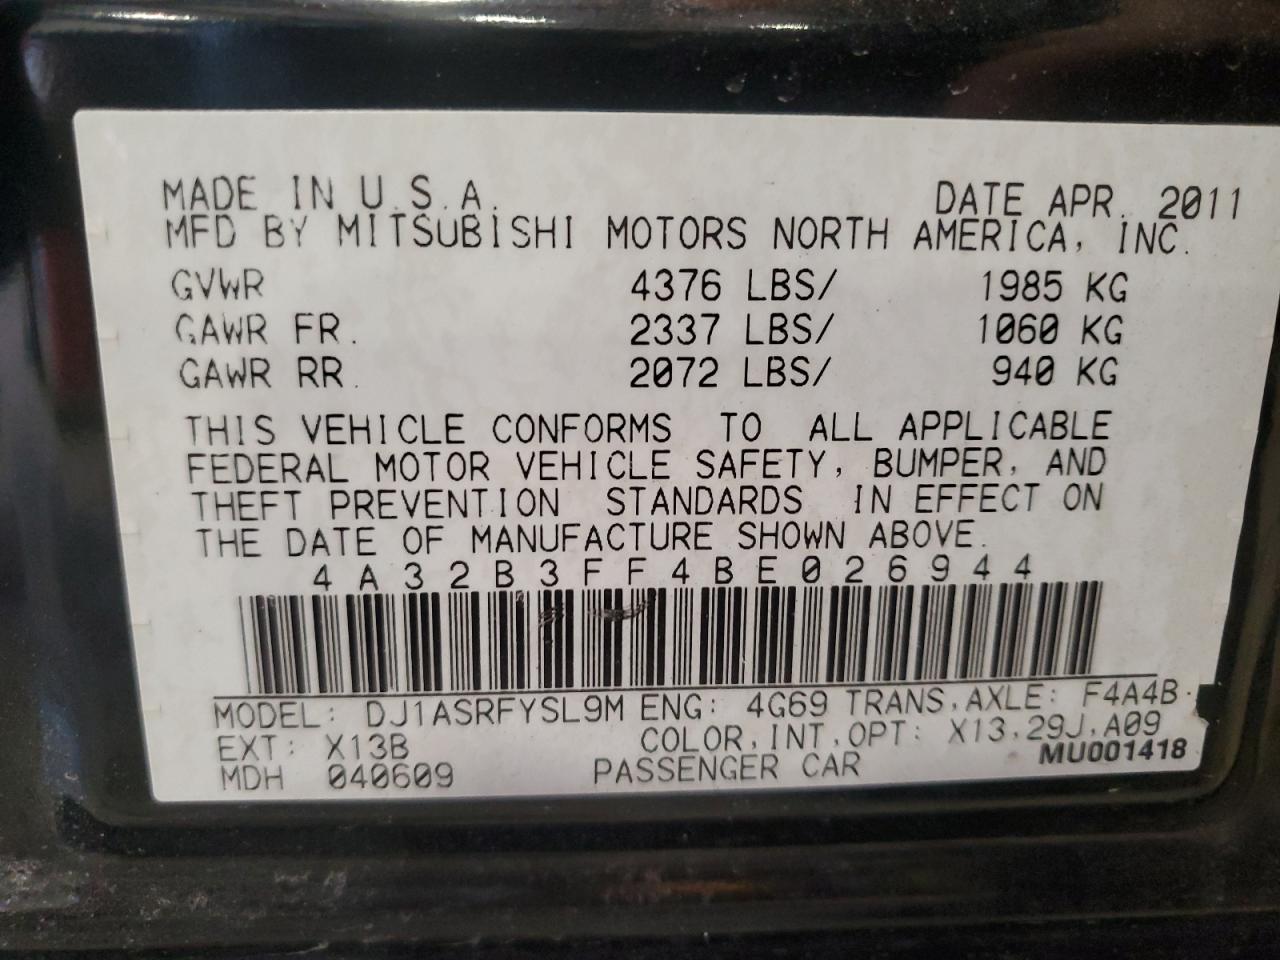 MADE IN U.S.A. DATE APR. 2011
MFD BY MITSUBISHI MOTORS NORTH AMERICA, INC.
GVWR 4376 LBS/ 1985 KG
GAWR FR. 2337 LBS/ 1060 KG
GAWR RR. 2072 LBS/ 940 KG
THIS VEHICLE CONFORMS TO ALL APPLICABLE
FEDERAL MOTOR VEHICLE SAFETY, BUMPER, AND
THEFT PREVENTION STANDARDS IN EFFECT ON
THE DATE OF MANUFACTURE SHOWN ABOVE.
4A32B3FF4BE026944
MODEL: DJ1ASRFYSL9M ENG: 4G69 TRANS.AXLE: F4A4B
EXT: X13B COLOR,INT,OPT: X13,29J,A09
MDH 040609 PASSENGER CAR MU001418